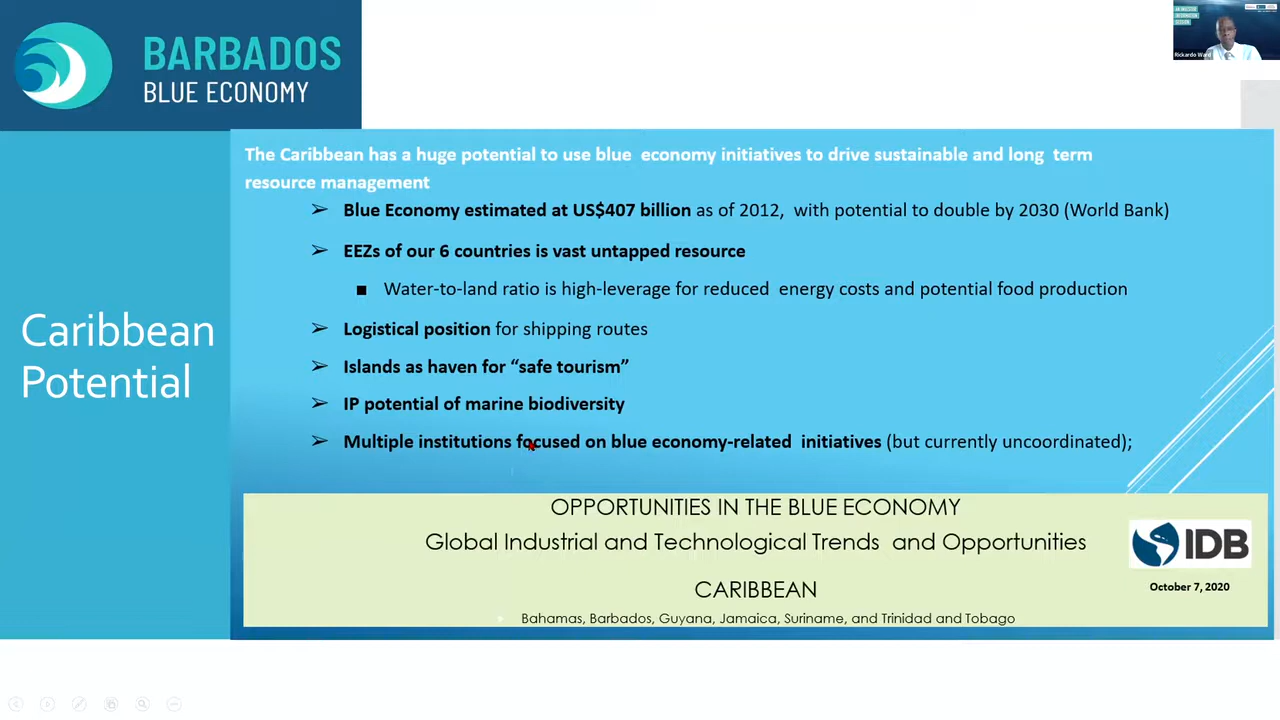 BARBADOS
BLUE ECONOMY
Rickardo Ward
Caribbean
Potential
The Caribbean has a huge potential to use blue economy initiatives to drive sustainable and long term
resource management
➢ Blue Economy estimated at US$407 billion as of 2012, with potential to double by 2030 (World Bank)
➢ EEZs of our 6 countries is vast untapped resource
■ Water-to-land ratio is high-leverage for reduced energy costs and potential food production
➢ Logistical position for shipping routes
➢ Islands as haven for “safe tourism”
➢ IP potential of marine biodiversity
➢ Multiple institutions focused on blue economy-related initiatives (but currently uncoordinated);
OPPORTUNITIES IN THE BLUE ECONOMY
Global Industrial and Technological Trends and Opportunities
CARIBBEAN
Bahamas, Barbados, Guyana, Jamaica, Suriname, and Trinidad and Tobago
IDB
October 7, 2020